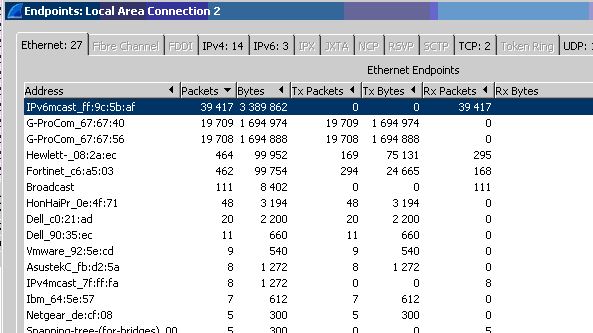 Endpoints: Local Area Connection 2
Ethernet: 27 Fibre Channel FDDI IPv4: 14 IPv6: 3 IPX JXTA NCP RSVP SCTP TCP: 2 Token Ring UDP:
Ethernet Endpoints
Address Packets Bytes Tx Packets Tx Bytes Rx Packets Rx Bytes
IPv6mcast_ff:9c:5b:af 39 417 3 389 862 0 0 39 417
G-ProCom_67:67:40 19 709 1 694 974 19 709 1 694 974 0
G-ProCom_67:67:56 19 708 1 694 888 19 708 1 694 888 0
Hewlett-_08:2a:ec 464 99 952 169 75 131 295
Fortinet_c6:a5:03 462 99 754 294 24 665 168
Broadcast 111 8 402 0 0 111
HonHaiPr_0e:4f:71 48 3 194 48 3 194 0
Dell_c0:21:ad 20 2 200 20 2 200 0
Dell_90:35:ec 11 660 11 660 0
Vmware_92:5e:cd 9 540 9 540 0
AsustekC_fb:d2:5a 8 1 272 8 1 272 0
IPv4mcast_7f:ff:fa 8 1 272 0 0 8
Ibm_64:5e:57 7 612 7 612 0
Netgear_de:cf:08 5 300 5 300 0
Spanning-tree-(for-bridges)_00 5 300 0 0 5